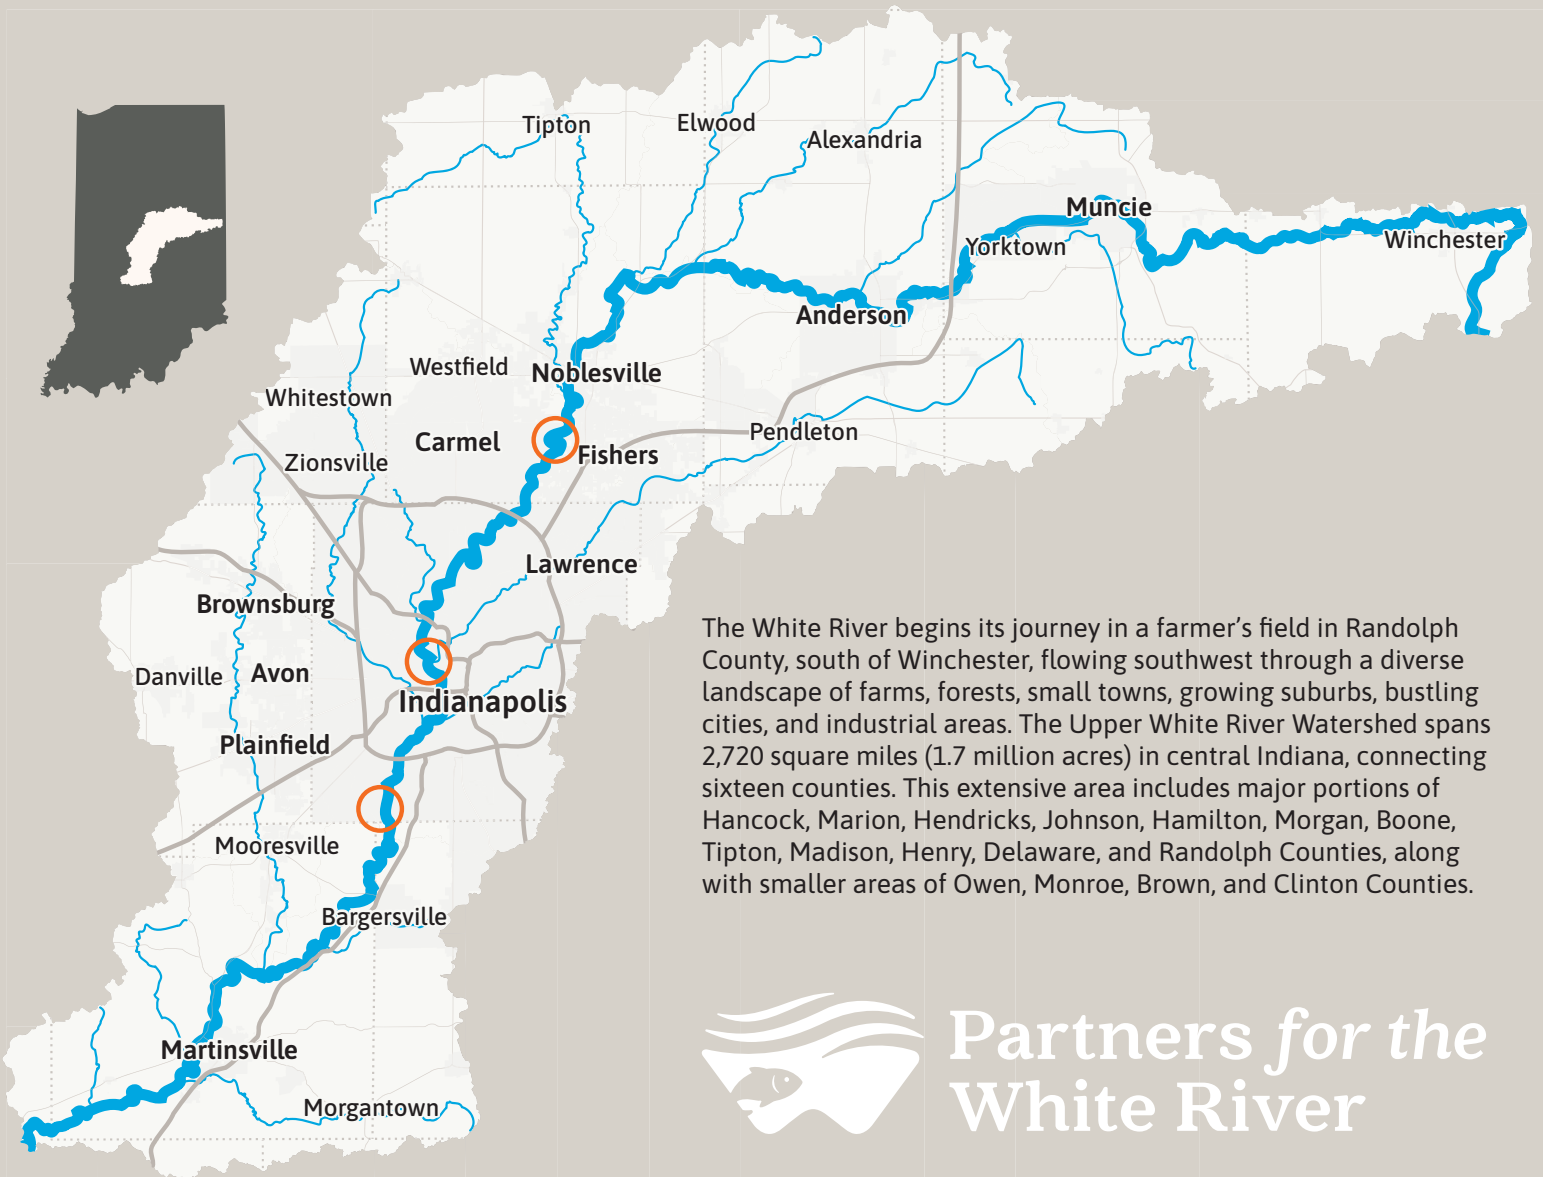 Tipton
Elwood
Alexandria
Muncie
Yorktown
Winchester
Anderson
Westfield
Noblesville
Whitestown
Carmel
Pendleton
Fishers
Zionsville
Lawrence
Brownsburg
Danville
Avon
Indianapolis
Plainfield
Mooresville
Bargersville
Martinsville
Morgantown
The White River begins its journey in a farmer’s field in Randolph
County, south of Winchester, flowing southwest through a diverse
landscape of farms, forests, small towns, growing suburbs, bustling
cities, and industrial areas. The Upper White River Watershed spans
2,720 square miles (1.7 million acres) in central Indiana, connecting
sixteen counties. This extensive area includes major portions of
Hancock, Marion, Hendricks, Johnson, Hamilton, Morgan, Boone,
Tipton, Madison, Henry, Delaware, and Randolph Counties, along
with smaller areas of Owen, Monroe, Brown, and Clinton Counties.
Partners for the
White River